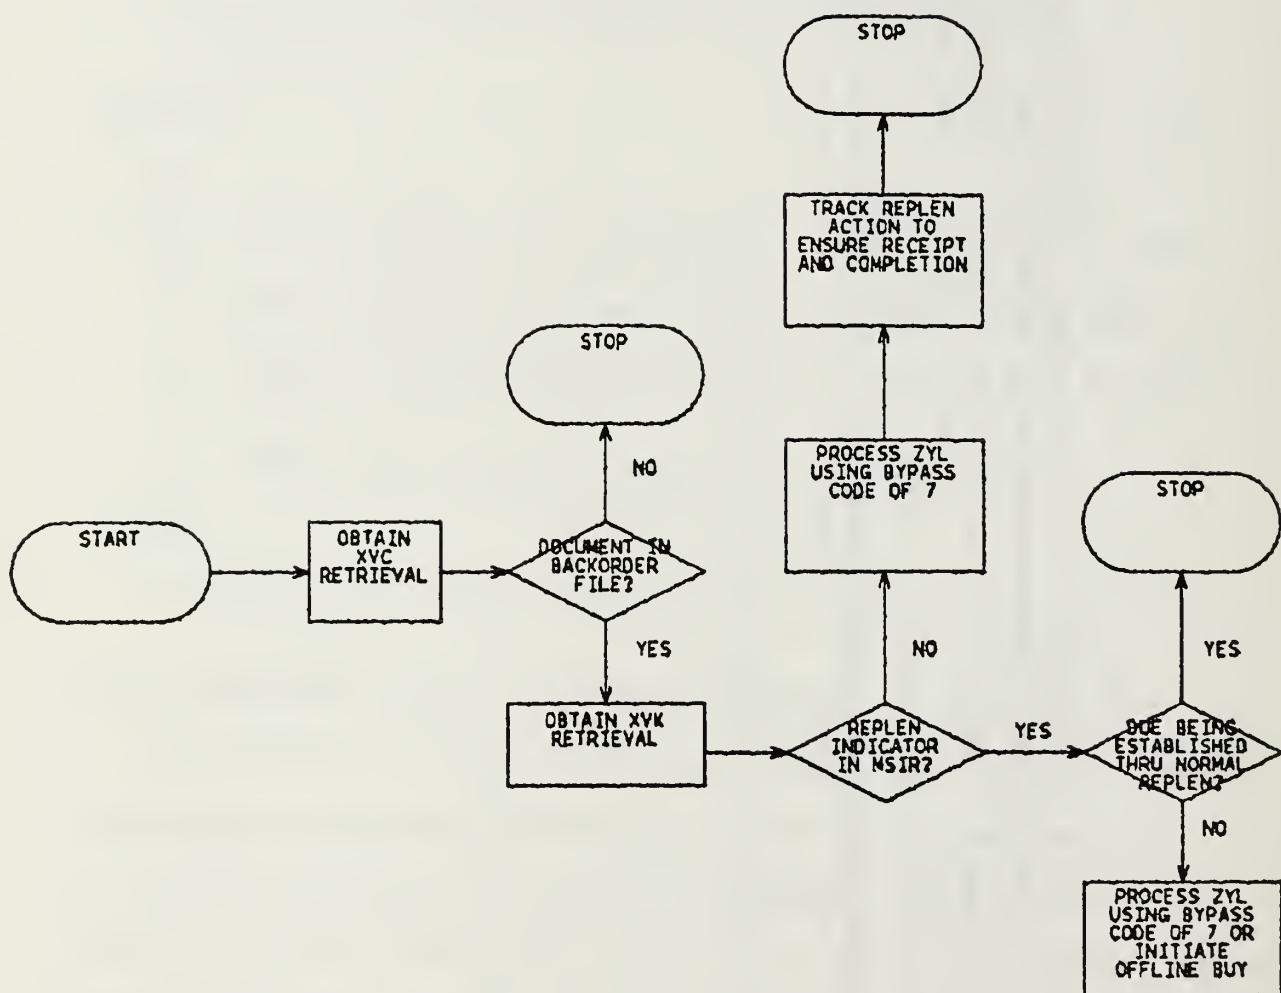 STOP
TRACK REPLEN
ACTION TO
ENSURE RECEIPT
AND COMPLETION
STOP
NO
PROCESS ZYL
USING BYPASS
CODE OF 7
STOP
START
OBTAIN
XVC
RETRIEVAL
DOCUMENT IN
BACKORDER
FILE?
YES
NO
YES
OBTAIN XVK
RETRIEVAL
REPLEN
INDICATOR
IN MSIR?
YES
DUE BEING
ESTABLISHED
THRU NORMAL
REPLEN?
NO
PROCESS ZYL
USING BYPASS
CODE OF 7 OR
INITIATE
OFFLINE BUY